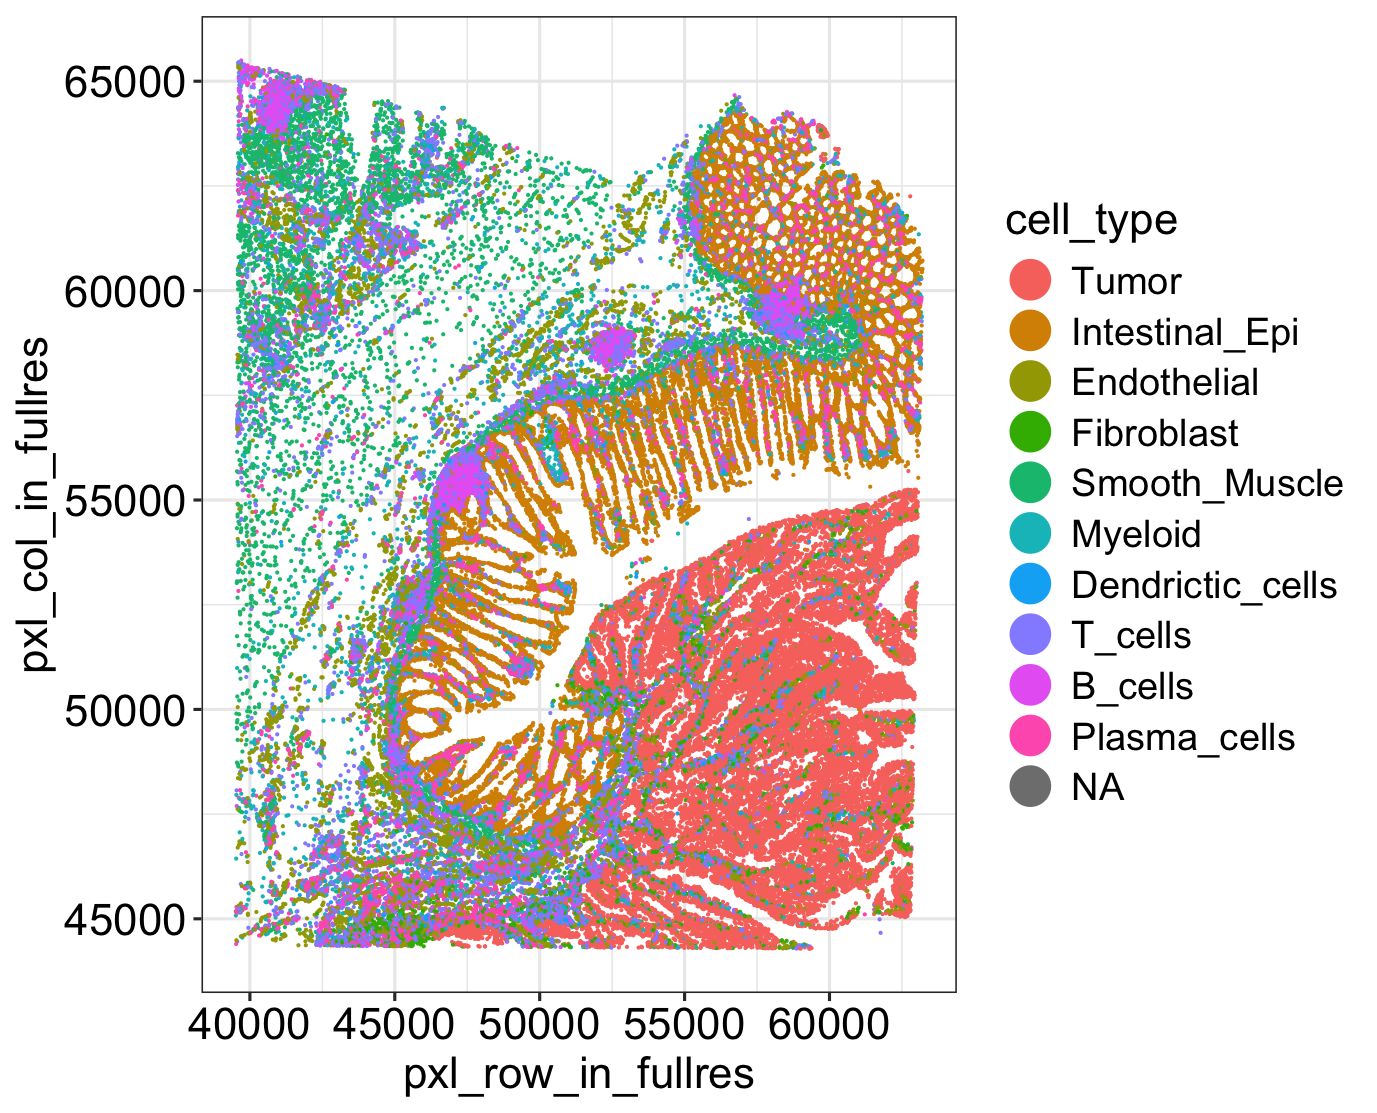 65000
60000
55000
50000
45000
pxl_col_in_fullres
40000 45000 50000 55000 60000
pxl_row_in_fullres
cell_type
Tumor
Intestinal_Epi
Endothelial
Fibroblast
Smooth_Muscle
Myeloid
Dendrictic_cells
T_cells
B_cells
Plasma_cells
NA